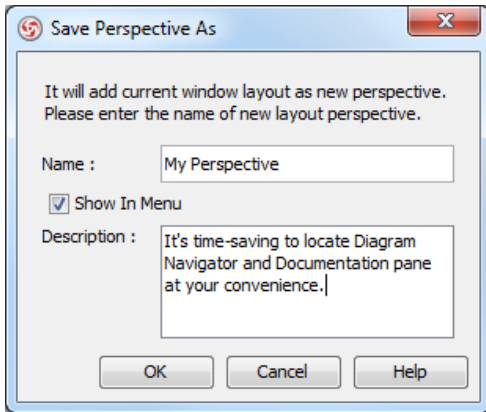 Save Perspective As
It will add current window layout as new perspective.
Please enter the name of new layout perspective.
Name : My Perspective
Show In Menu
Description : It's time-saving to locate Diagram
Navigator and Documentation pane
at your convenience.
OK Cancel Help